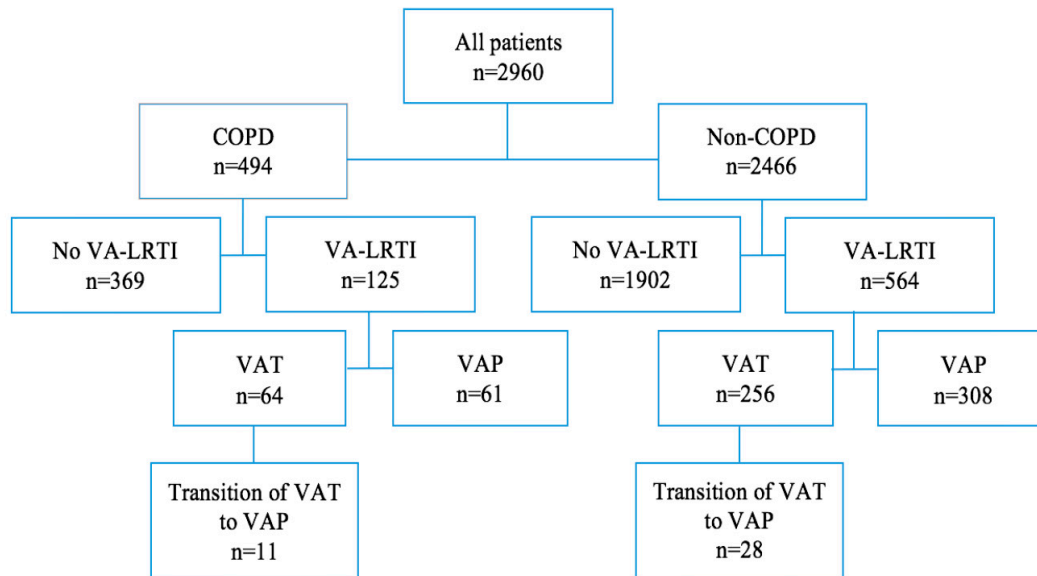 All patients
n=2960
COPD
n=494
Non-COPD
n=2466
No VA-LRTI
n=369
VA-LRTI
n=125
No VA-LRTI
n=1902
VA-LRTI
n=564
VAT
n=64
VAP
n=61
VAT
n=256
VAP
n=308
Transition of VAT
to VAP
n=11
Transition of VAT
to VAP
n=28